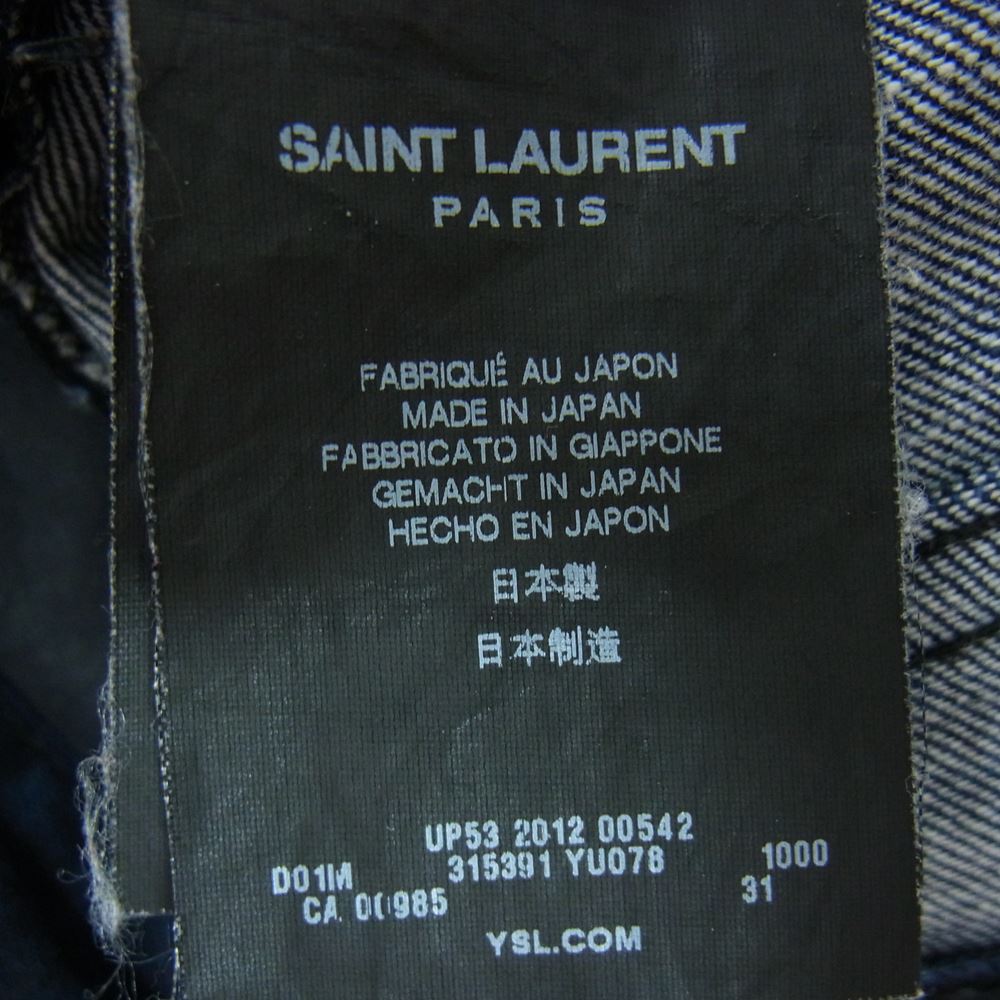 SAINT LAURENT
PARIS
FABRIQUÉ AU JAPON
MADE IN JAPAN
FABBRICATO IN GIAPPONE
GEMACHT IN JAPAN
HECHO EN JAPON
日本製
日本制造
UP53 2012 00542
D01M 315391 YU078 1000
CA 00985 31
YSL.COM